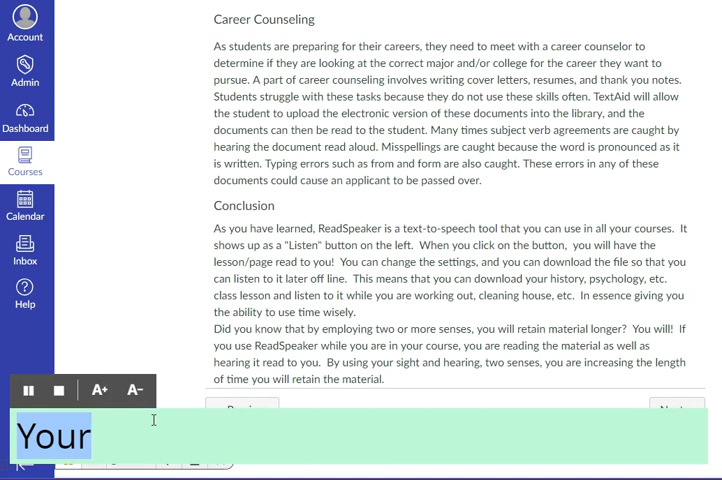 Account
Admin
Dashboard
Courses
Calendar
Inbox
Help
Career Counseling
As students are preparing for their careers, they need to meet with a career counselor to
determine if they are looking at the correct major and/or college for the career they want to
pursue. A part of career counseling involves writing cover letters, resumes, and thank you notes.
Students struggle with these tasks because they do not use these skills often. TextAid will allow
the student to upload the electronic version of these documents into the library, and the
documents can then be read to the student. Many times subject verb agreements are caught by
hearing the document read aloud. Misspellings are caught because the word is pronounced as it
is written. Typing errors such as from and form are also caught. These errors in any of these
documents could cause an applicant to be passed over.
Conclusion
As you have learned, ReadSpeaker is a text-to-speech tool that you can use in all your courses. It
shows up as a "Listen" button on the left. When you click on the button, you will have the
lesson/page read to you! You can change the settings, and you can download the file so that you
can listen to it later off line. This means that you can download your history, psychology, etc.
class lesson and listen to it while you are working out, cleaning house, etc. In essence giving you
the ability to use time wisely.
Did you know that by employing two or more senses, you will retain material longer? You will! If
you use ReadSpeaker while you are in your course, you are reading the material as well as
hearing it read to you. By using your sight and hearing, two senses, you are increasing the length
of time you will retain the material.
A+ A-
Your